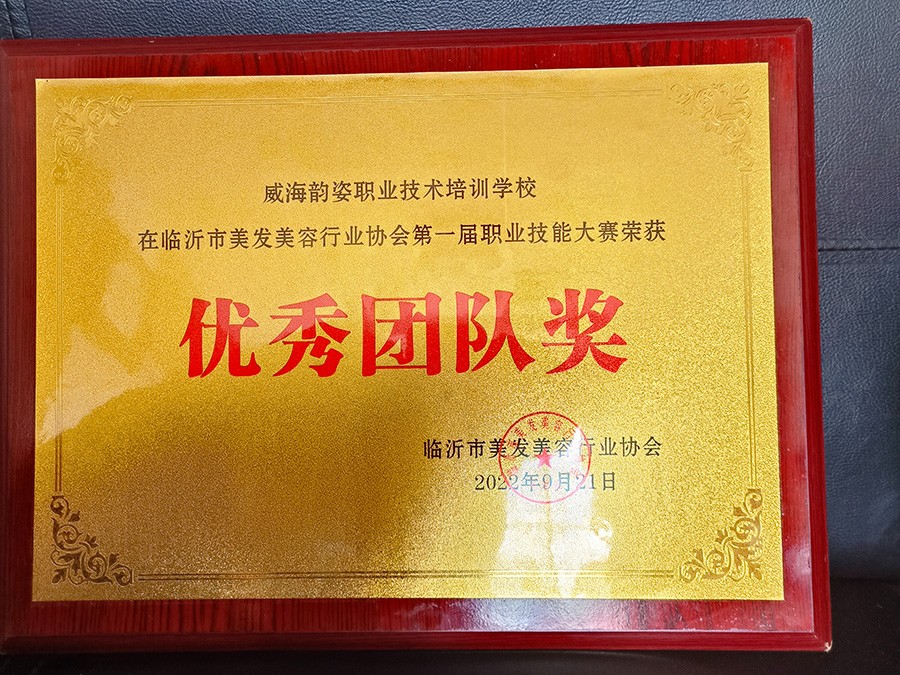 威海韵姿职业技术培训学校
在临沂市美发美容行业协会第一届职业技能大赛荣获
优秀团队奖
临沂市美发美容行业协会
2022年9月21日